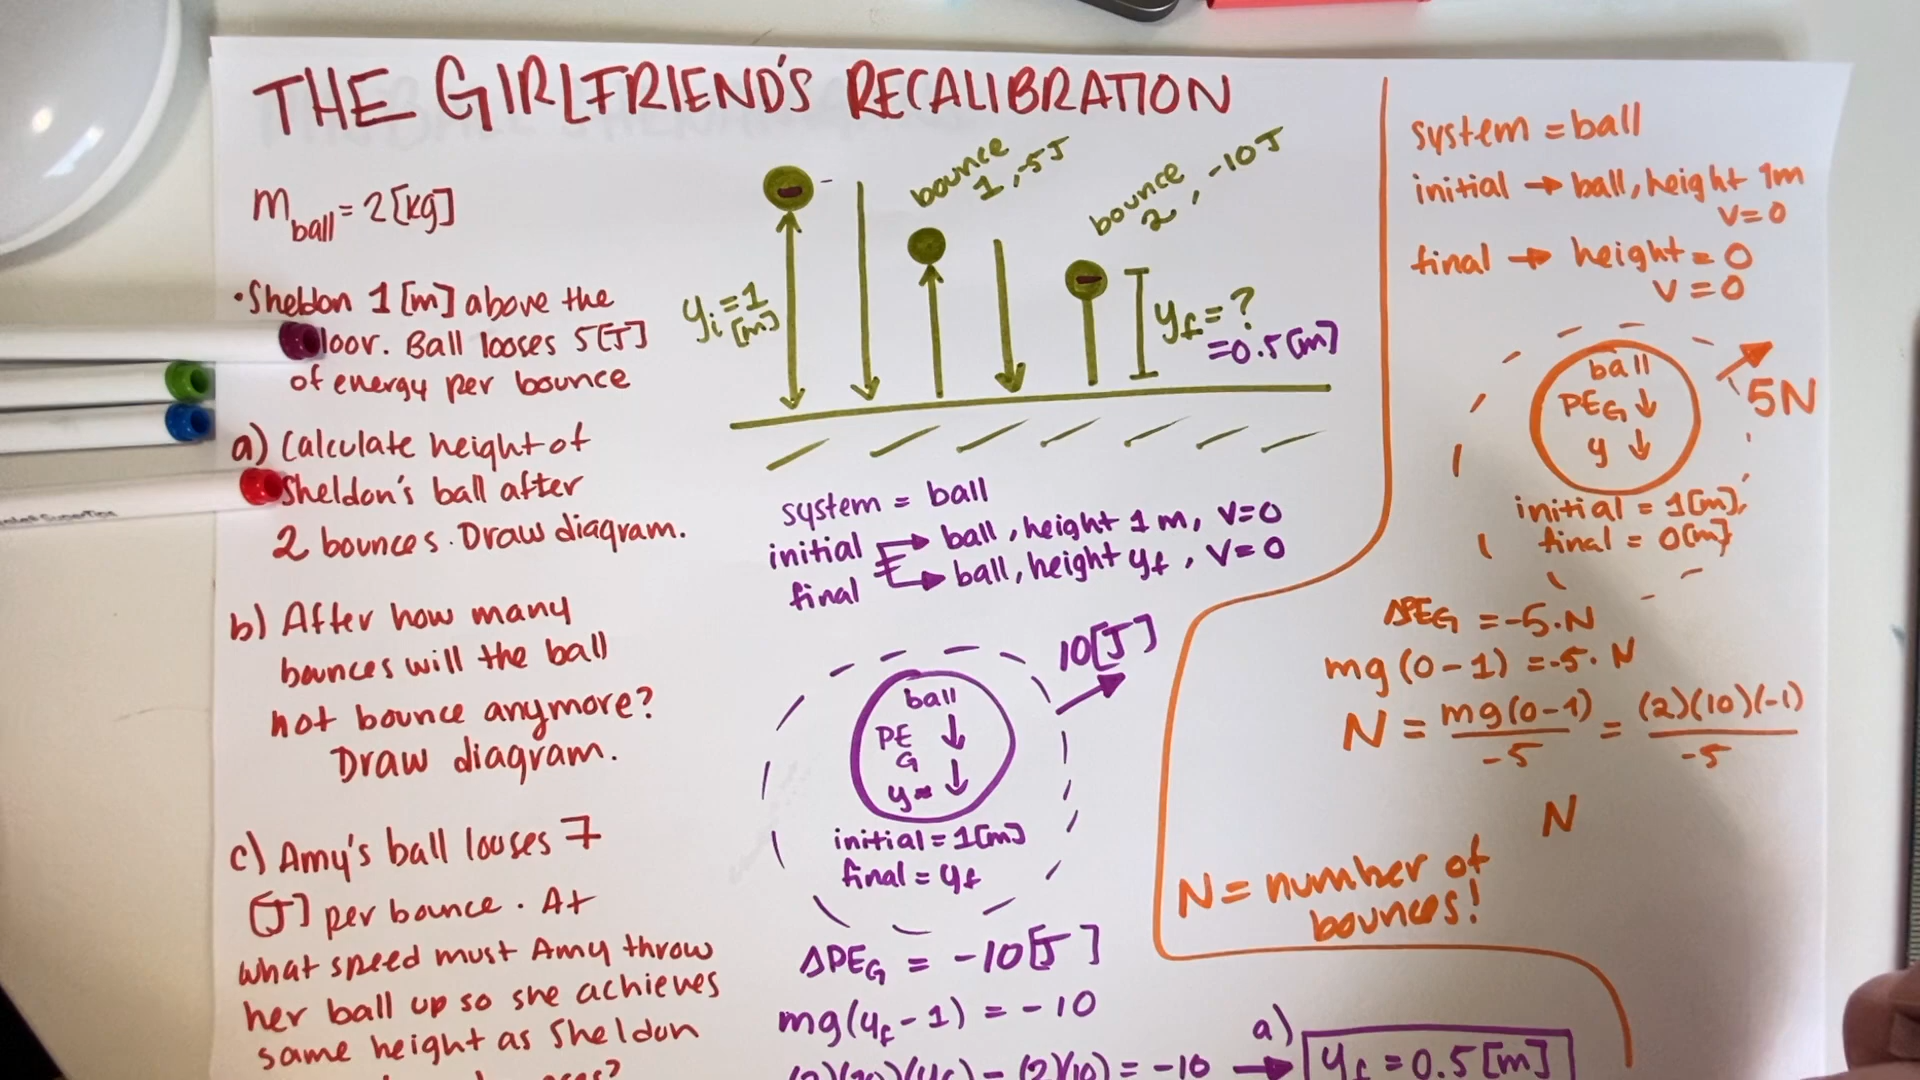 THE GIRLFRIEND'S RECALIBRATION
m ball = 2 [kg]
• Sheldon 1 [m] above the
loor. Ball looses 5[J]
of energy per bounce
a) Calculate height of
Sheldon's ball after
2 bounces. Draw diagram.
b) After how many
bounces will the ball
not bounce anymore?
Draw diagram.
c) Amy's ball looses 7
[J] per bounce. At
what speed must Amy throw
her ball up so she achieves
same height as Sheldon
bounce
1, -5J
bounce
2, -10J
yi = 1
[m]
yf = ?
= 0.5 [m]
system = ball
initial → ball, height 1 m, v=0
final → ball, height yf, v=0
10[J]
ball
PE ↓
G
y ↓
initial = 1[m]
final = yf
ΔPEG = -10[J]
mg(yf - 1) = -10
= -10 →
a)
yf = 0.5 [m]
system = ball
initial → ball, height 1m
v=0
final → height = 0
v = 0
ball
PEG ↓
y ↓
5N
initial = 1[m],
final = 0[m]
ΔPEG = -5·N
mg (0-1) = -5·N
N = mg(0-1) / -5 = (2)(10)(-1) / -5
N
N = number of
bounces!